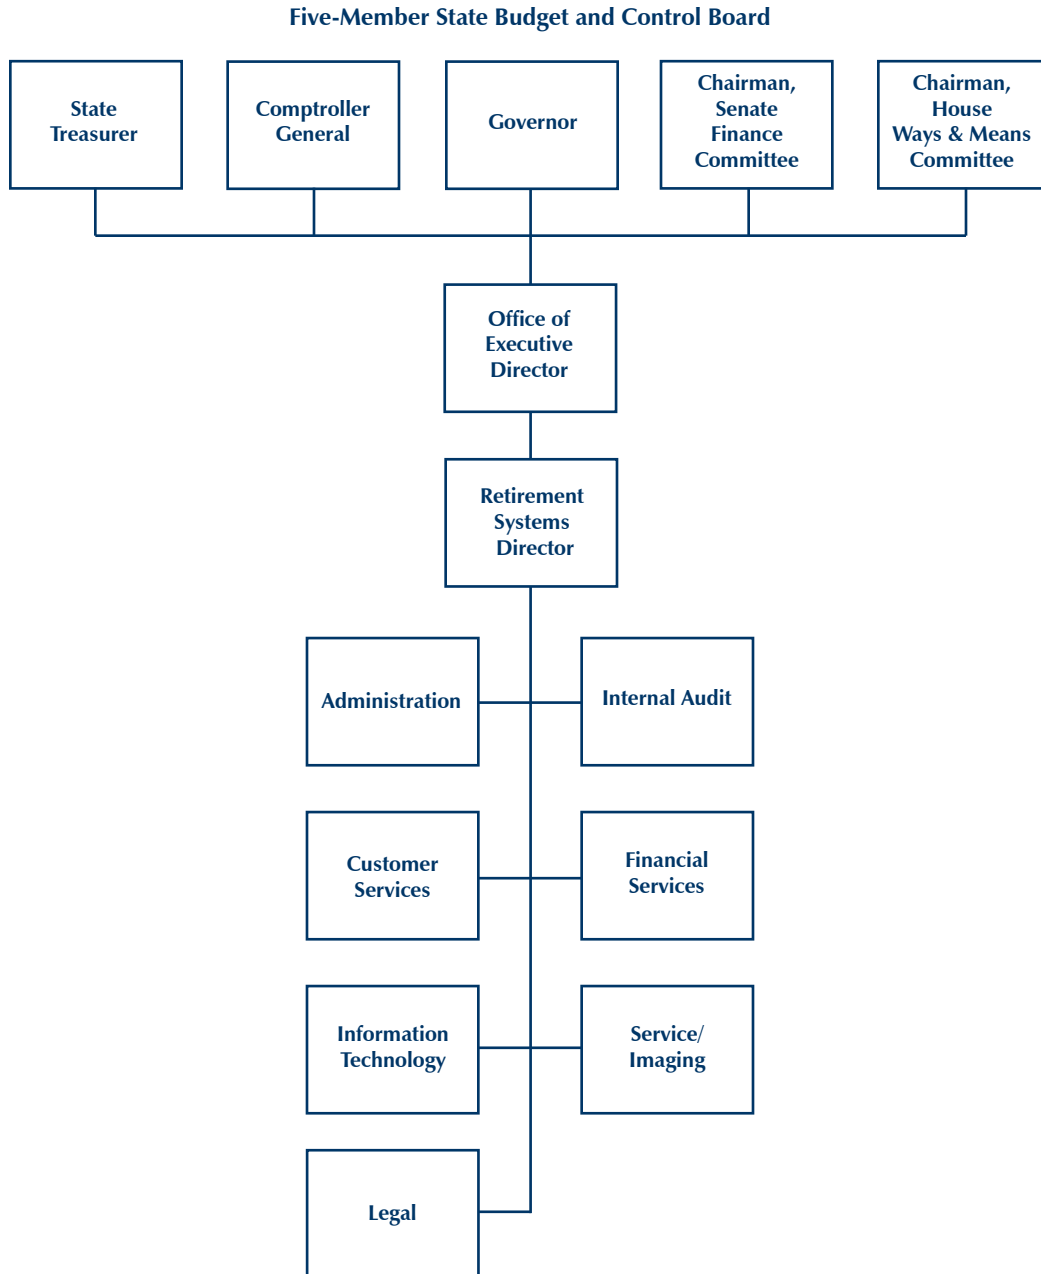 Five-Member State Budget and Control Board
State
Treasurer
Comptroller
General
Governor
Chairman,
Senate
Finance
Committee
Chairman,
House
Ways & Means
Committee
Office of
Executive
Director
Retirement
Systems
Director
Administration
Internal Audit
Customer
Services
Financial
Services
Information
Technology
Service/
Imaging
Legal